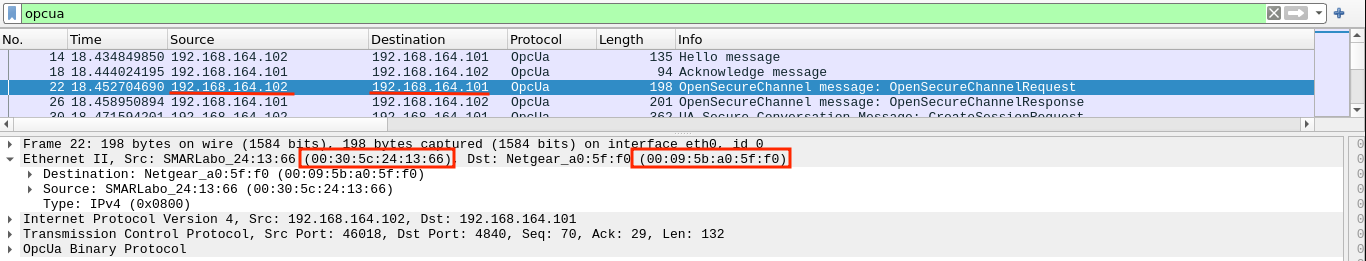 opcua
No. Time Source Destination Protocol Length Info
14 18.434849850 192.168.164.102 192.168.164.101 OpcUa 135 Hello message
18 18.444024195 192.168.164.101 192.168.164.102 OpcUa 94 Acknowledge message
22 18.452704690 192.168.164.102 192.168.164.101 OpcUa 198 OpenSecureChannel message: OpenSecureChannelRequest
26 18.458950894 192.168.164.101 192.168.164.102 OpcUa 201 OpenSecureChannel message: OpenSecureChannelResponse
30 18.471594201 192.168.164.102 192.168.164.101 OpcUa 362 UA Secure Conversation Message: CreateSessionRequest
Frame 22: 198 bytes on wire (1584 bits), 198 bytes captured (1584 bits) on interface eth0, id 0
Ethernet II, Src: SMARLabo_24:13:66 (00:30:5c:24:13:66), Dst: Netgear_a0:5f:f0 (00:09:5b:a0:5f:f0)
Destination: Netgear_a0:5f:f0 (00:09:5b:a0:5f:f0)
Source: SMARLabo_24:13:66 (00:30:5c:24:13:66)
Type: IPv4 (0x0800)
Internet Protocol Version 4, Src: 192.168.164.102, Dst: 192.168.164.101
Transmission Control Protocol, Src Port: 46018, Dst Port: 4840, Seq: 70, Ack: 29, Len: 132
OpcUa Binary Protocol